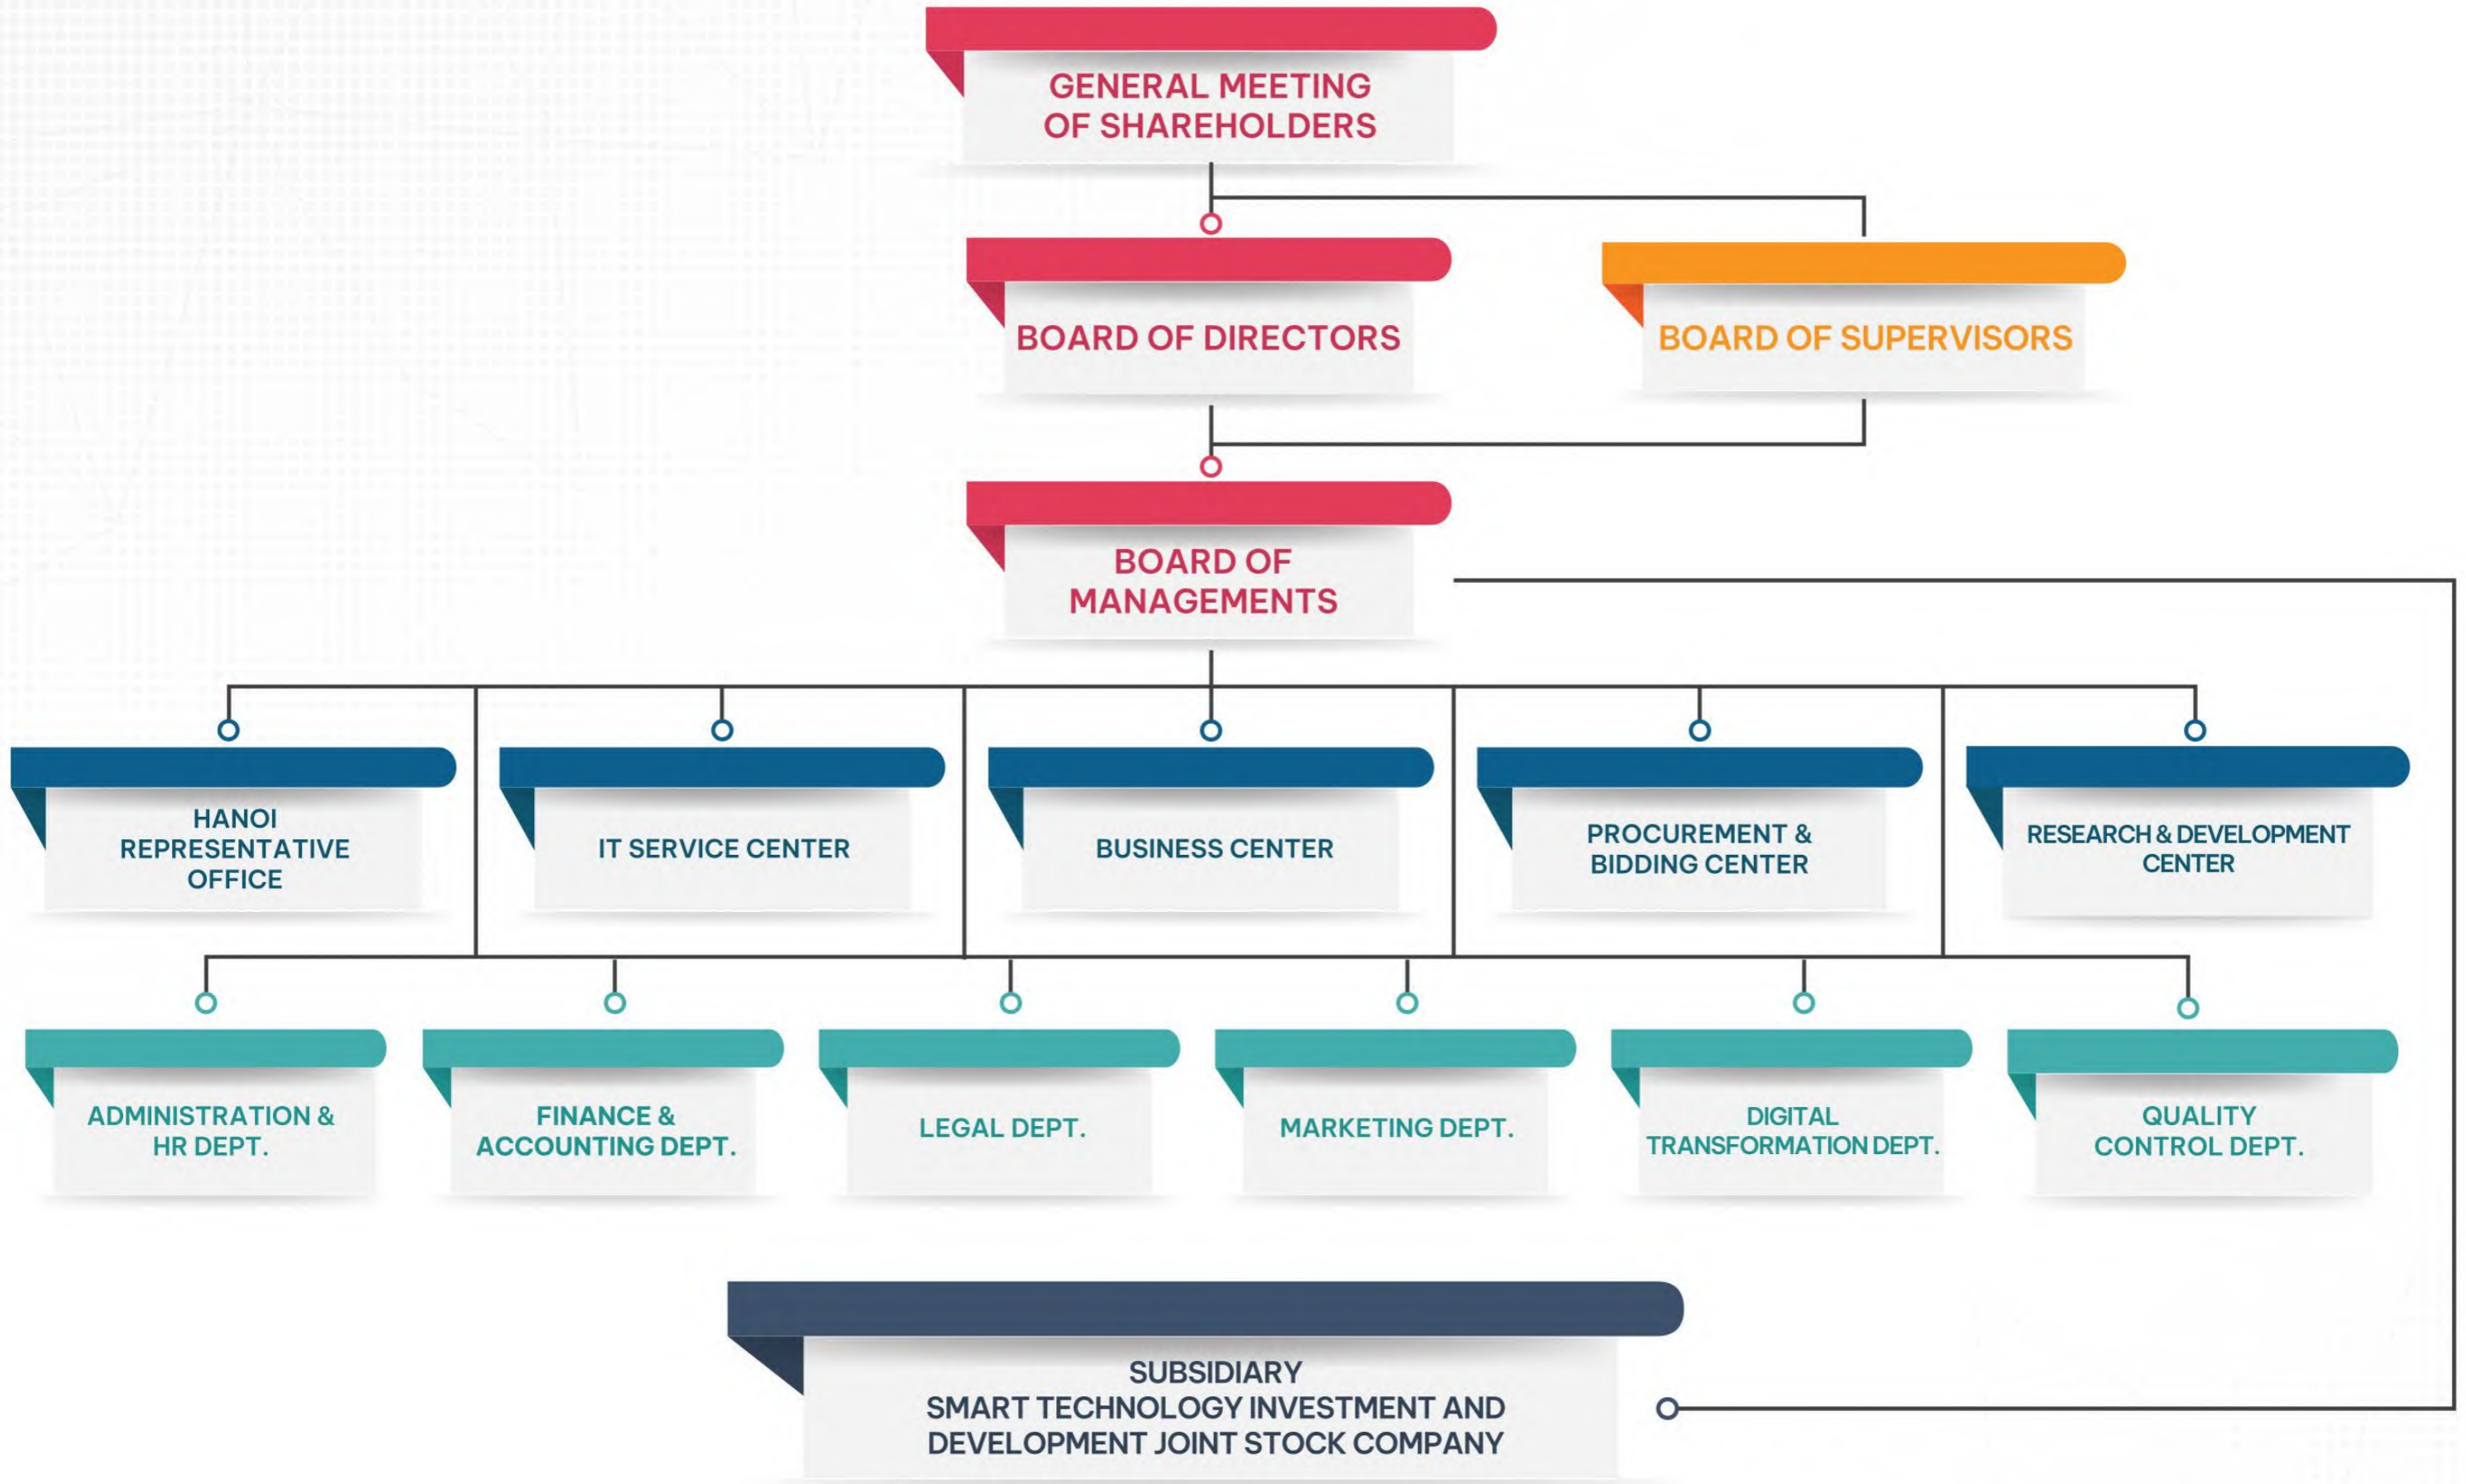 GENERAL MEETING
OF SHAREHOLDERS
BOARD OF DIRECTORS
BOARD OF SUPERVISORS
BOARD OF
MANAGEMENTS
HANOI
REPRESENTATIVE
OFFICE
IT SERVICE CENTER
BUSINESS CENTER
PROCUREMENT &
BIDDING CENTER
RESEARCH & DEVELOPMENT
CENTER
ADMINISTRATION &
HR DEPT.
FINANCE &
ACCOUNTING DEPT.
LEGAL DEPT.
MARKETING DEPT.
DIGITAL
TRANSFORMATION DEPT.
QUALITY
CONTROL DEPT.
SUBSIDIARY
SMART TECHNOLOGY INVESTMENT AND
DEVELOPMENT JOINT STOCK COMPANY